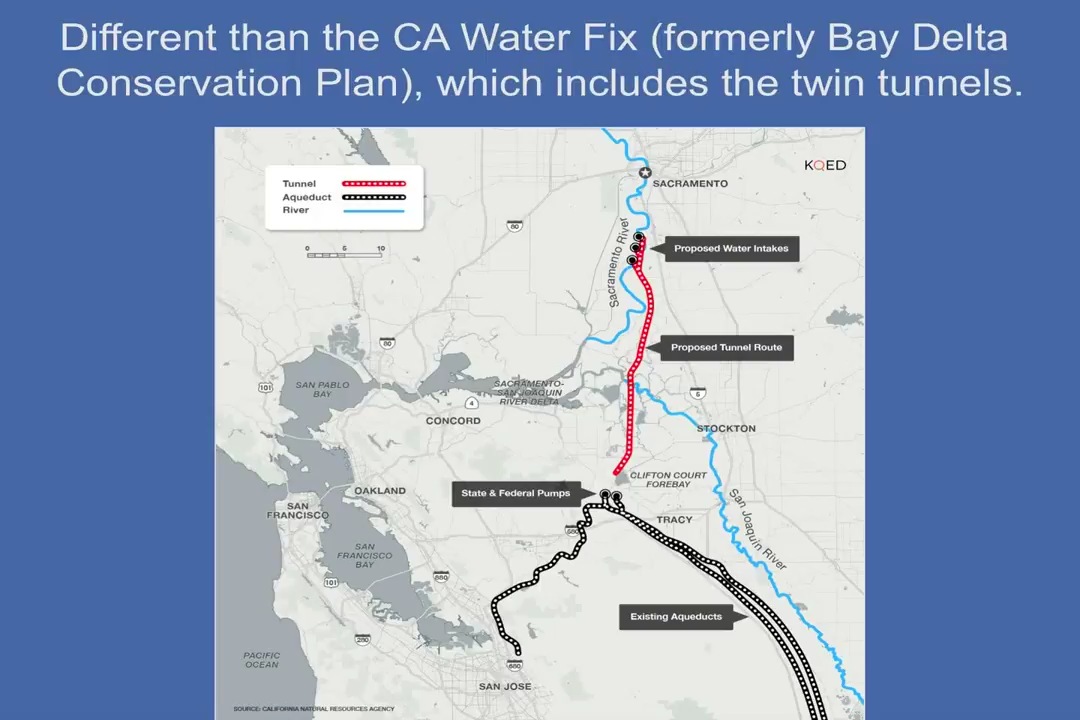 Different than the CA Water Fix (formerly Bay Delta
Conservation Plan), which includes the twin tunnels.
KQED
Tunnel
Aqueduct
River
0 5 10
SACRAMENTO
80
Sacramento River
Proposed Water Intakes
Proposed Tunnel Route
80
101
SAN PABLO
BAY
SACRAMENTO-
SAN JOAQUIN
RIVER DELTA
4
5
CONCORD
STOCKTON
CLIFTON COURT
FOREBAY
State & Federal Pumps
OAKLAND
SAN
FRANCISCO
TRACY
San Joaquin River
580
SAN
FRANCISCO
BAY
101
880
Existing Aqueducts
280
PACIFIC
OCEAN
680
SAN JOSE
SOURCE: CALIFORNIA NATURAL RESOURCES AGENCY